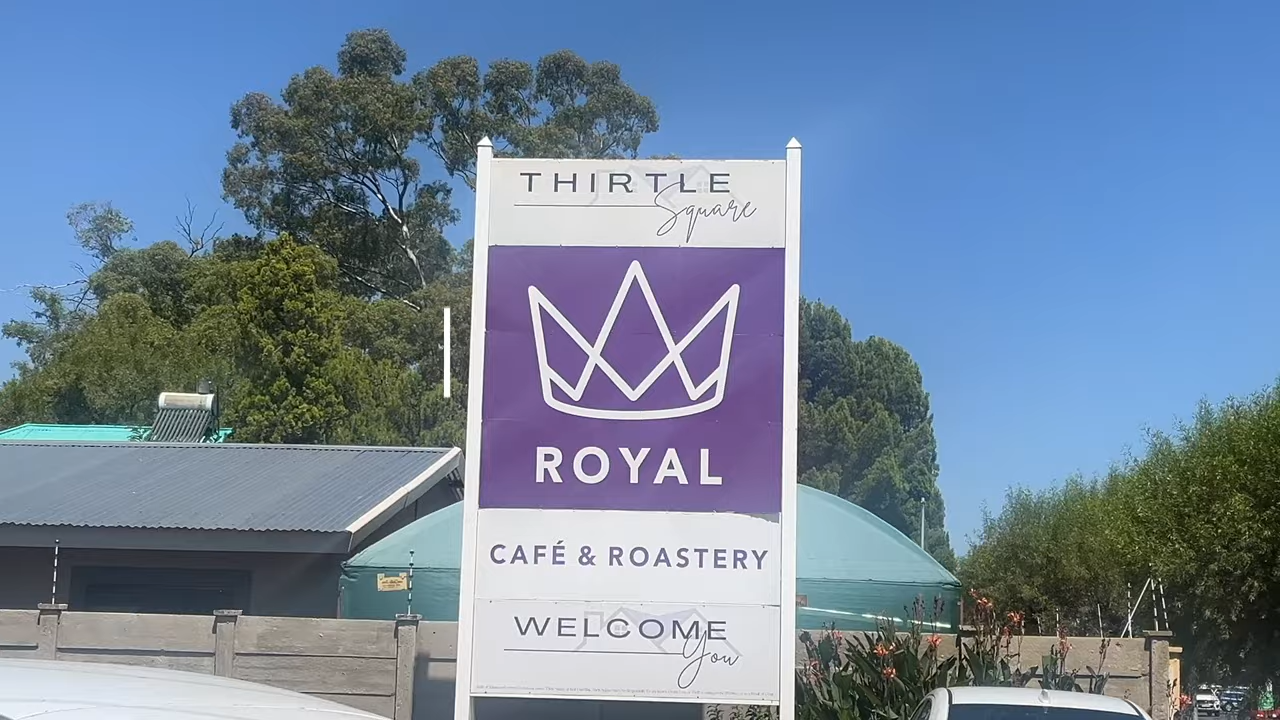 THIRTLE
Square
ROYAL
CAFÉ & ROASTERY
WELCOME
You